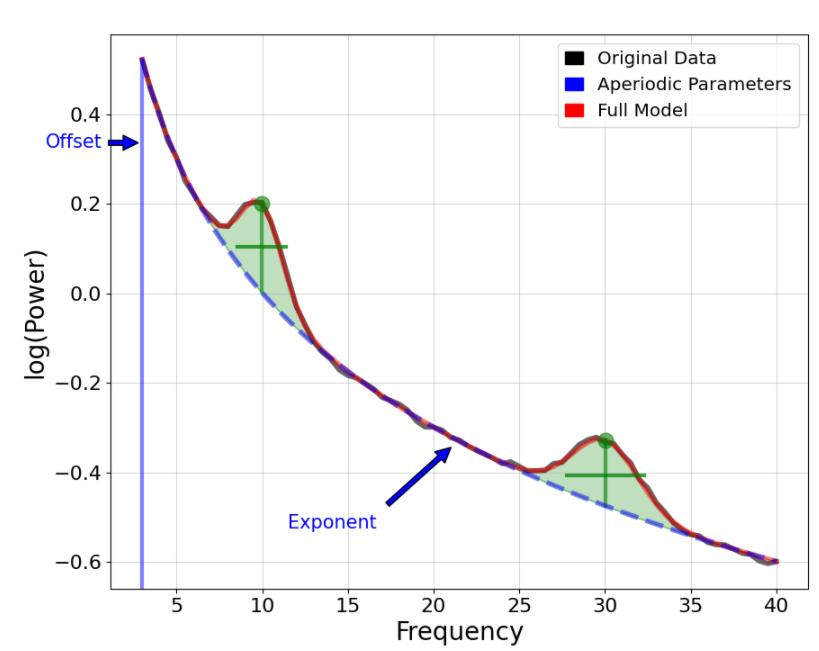 Original Data
Aperiodic Parameters
Full Model
0.4
Offset
0.2
0.0
−0.2
−0.4
Exponent
−0.6
log(Power)
5 10 15 20 25 30 35 40
Frequency